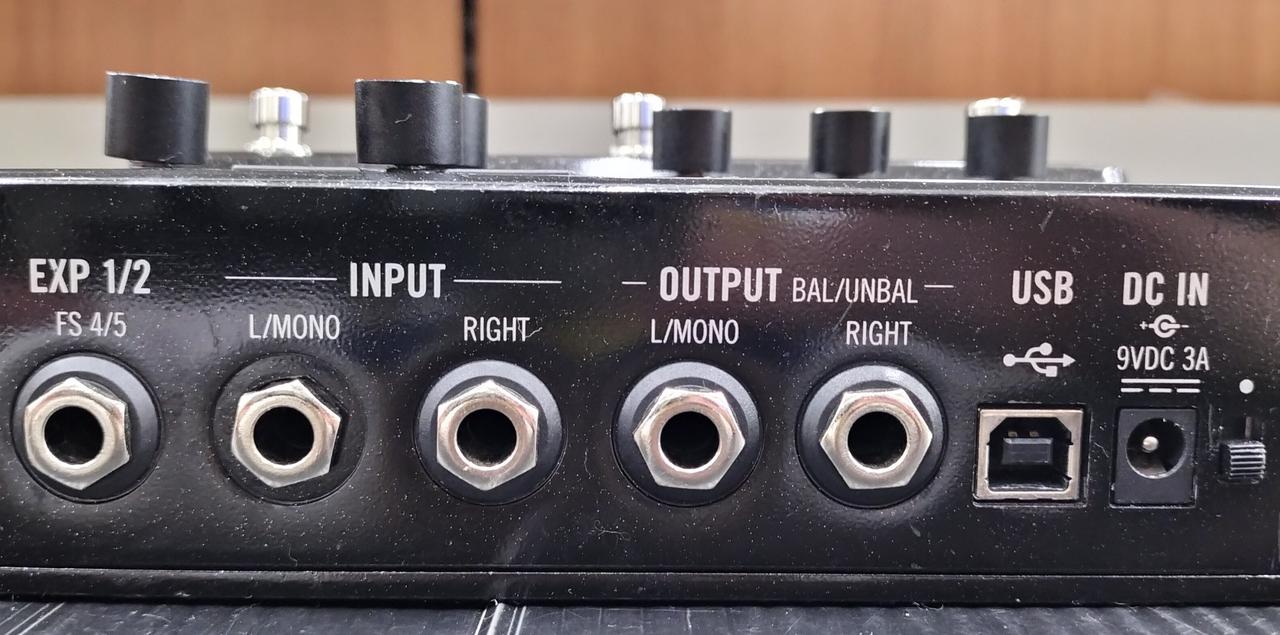 EXP 1/2
FS 4/5
INPUT
L/MONO
RIGHT
OUTPUT BAL/UNBAL
L/MONO
RIGHT
USB
DC IN
9VDC 3A